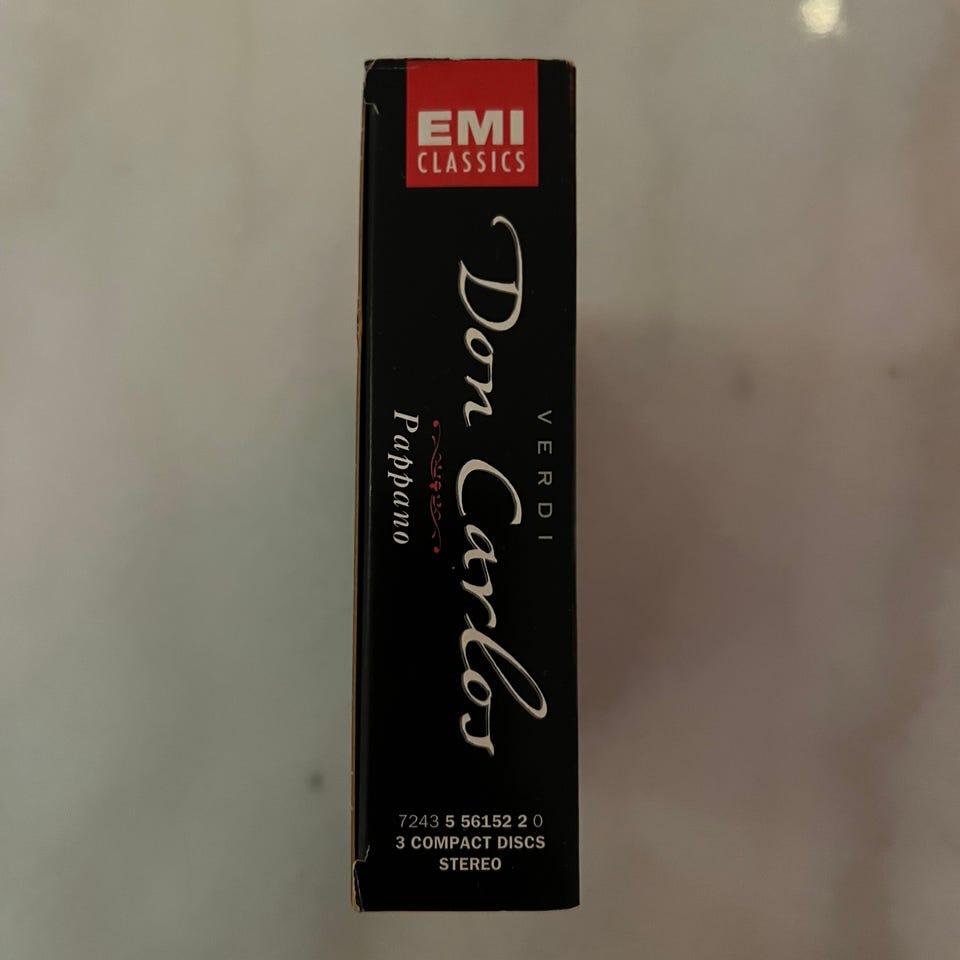 EMI
CLASSICS
VERDI
Don Carlos
Pappano
7243 5 56152 2 0
3 COMPACT DISCS
STEREO